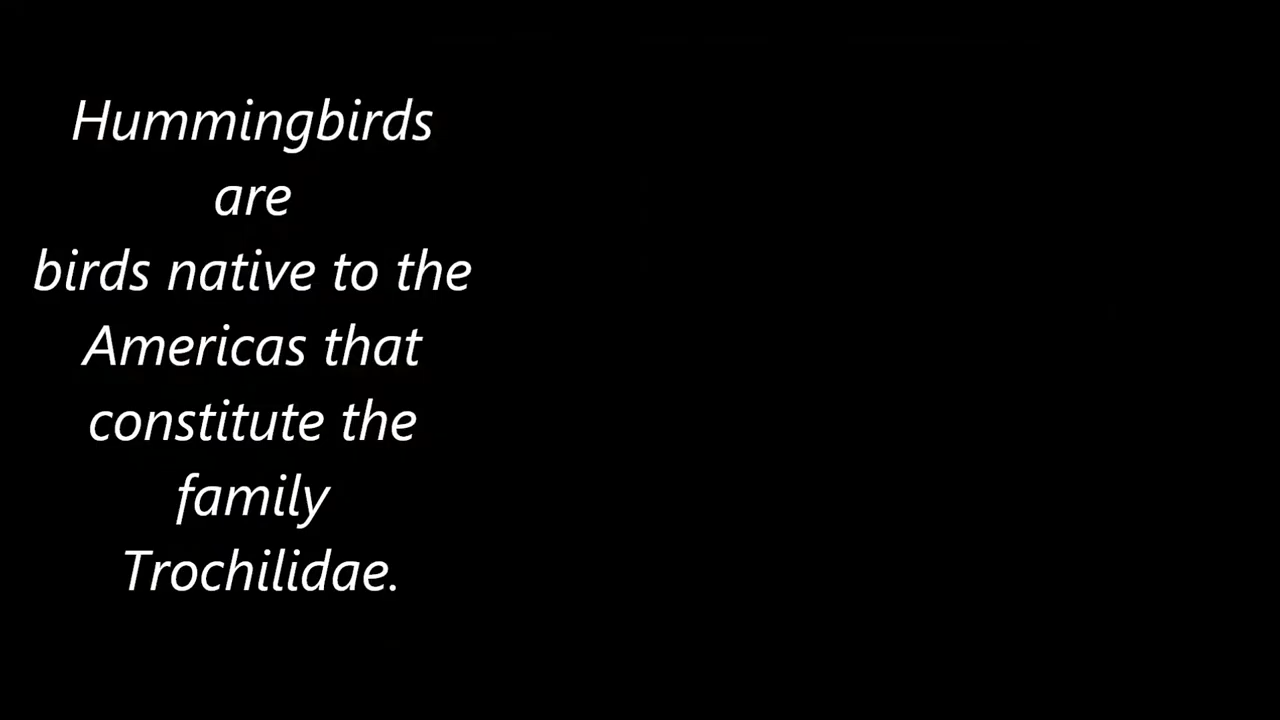 Hummingbirds
are
birds native to the
Americas that
constitute the
family
Trochilidae.